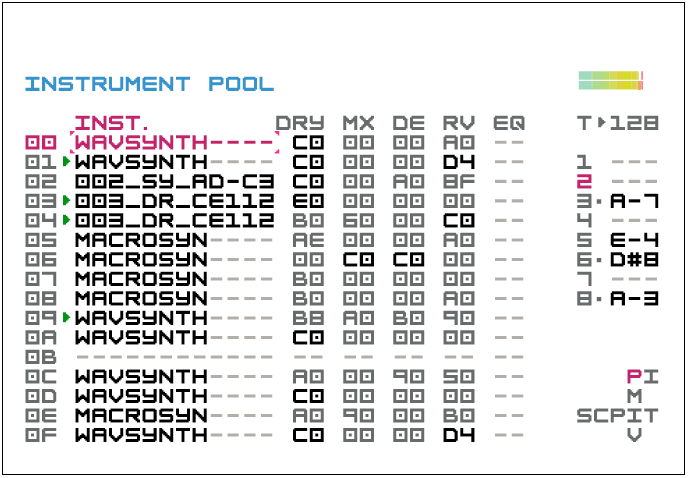 INSTRUMENT POOL
INST. DRY MX DE RV EQ T 128
00 WAVSYNTH---- C0 00 00 A0 --
01 WAVSYNTH---- C0 00 00 D4 -- 1 ---
02 002_SY_AD-C3 C0 00 A0 8F -- 2 ---
03 003_DR_CE112 E0 00 00 00 -- 3 A-7
04 003_DR_CE112 B0 60 00 C0 -- 4 ---
05 MACROSYN---- AE 00 00 A0 -- 5 E-4
06 MACROSYN---- 00 C0 C0 00 -- 6 D#8
07 MACROSYN---- B0 00 00 00 -- 7 ---
08 MACROSYN---- B0 00 00 A0 -- 8 A-3
09 WAVSYNTH---- B8 A0 B0 90 --
0A WAVSYNTH---- C0 00 00 00 --
0B ------------ -- -- -- -- --
0C WAVSYNTH---- A0 00 90 50 -- PI
0D WAVSYNTH---- C0 00 00 00 -- M
0E MACROSYN---- A0 90 00 B0 -- SCPIT
0F WAVSYNTH---- C0 00 00 D4 -- V